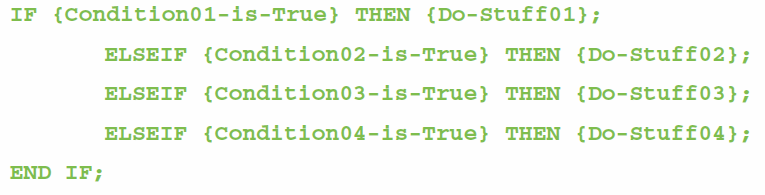 IF {Condition01-is-True} THEN {Do-Stuff01};
ELSEIF {Condition02-is-True} THEN {Do-Stuff02};
ELSEIF {Condition03-is-True} THEN {Do-Stuff03};
ELSEIF {Condition04-is-True} THEN {Do-Stuff04};
END IF;